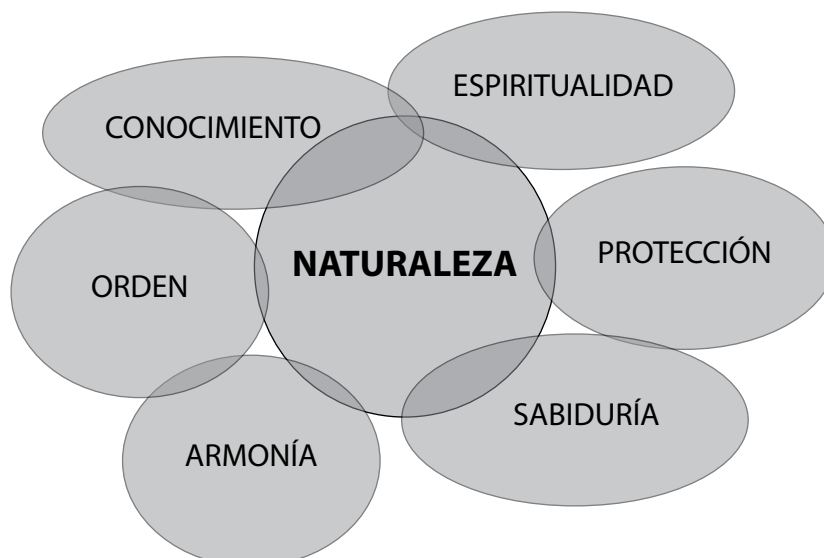 ESPIRITUALIDAD
CONOCIMIENTO
NATURALEZA
PROTECCIÓN
ORDEN
SABIDURÍA
ARMONÍA